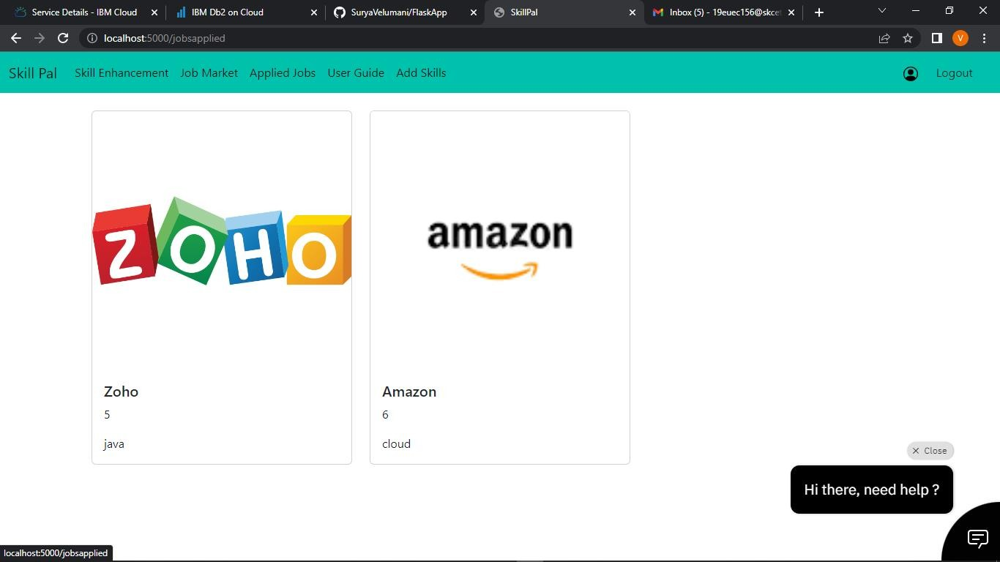 Service Details - IBM Cloud
IBM Db2 on Cloud
SuryaVelumani/FlaskApp
SkillPal
Inbox (5) - 19euec156@skcet
localhost:5000/jobsapplied
V
Skill Pal
Skill Enhancement
Job Market
Applied Jobs
User Guide
Add Skills
Logout
ZOHO
amazon
Zoho
5
java
Amazon
6
cloud
Close
Hi there, need help ?
localhost:5000/jobsapplied